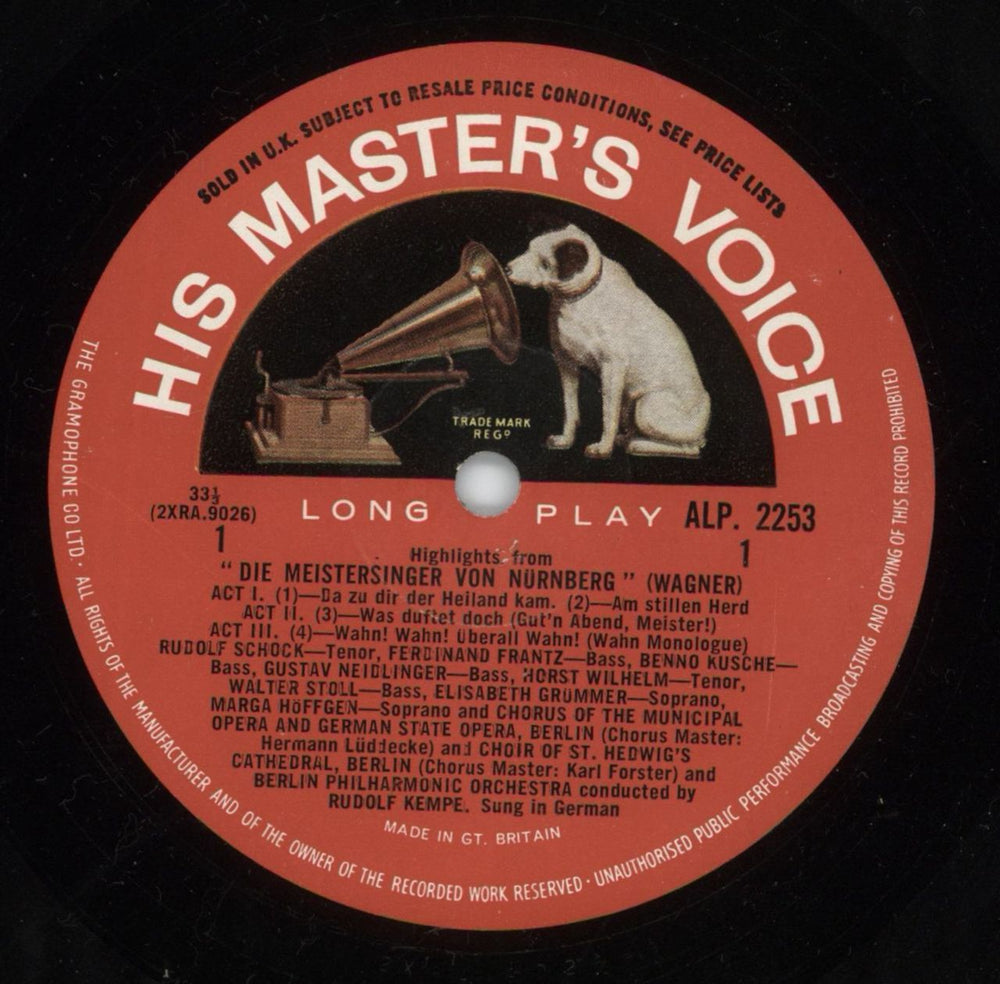 SOLD IN U.K. SUBJECT TO RESALE PRICE CONDITIONS, SEE PRICE LISTS
HIS MASTER'S VOICE
TRADE MARK
REGᴰ
33⅓
(2XRA.9026)
1
LONG PLAY
ALP. 2253
1
Highlights from
“DIE MEISTERSINGER VON NÜRNBERG” (WAGNER)
ACT I. (1)—Da zu dir der Heiland kam. (2)—Am stillen Herd
ACT II. (3)—Was duftet doch (Gut'n Abend, Meister!)
ACT III. (4)—Wahn! Wahn! Überall Wahn! (Wahn Monologue)
RUDOLF SCHOCK—Tenor, FERDINAND FRANTZ—Bass, BENNO KUSCHE—
Bass, GUSTAV NEIDLINGER—Bass, HORST WILHELM—Tenor,
WALTER STOLL—Bass, ELISABETH GRÜMMER—Soprano,
MARGA HÖFFGEN—Soprano and CHORUS OF THE MUNICIPAL
OPERA AND GERMAN STATE OPERA, BERLIN (Chorus Master:
Hermann Lüddecke) and CHOIR OF ST. HEDWIG'S
CATHEDRAL, BERLIN (Chorus Master: Karl Forster) and
BERLIN PHILHARMONIC ORCHESTRA conducted by
RUDOLF KEMPE. Sung in German
MADE IN GT. BRITAIN
THE GRAMOPHONE CO LTD · ALL RIGHTS OF THE MANUFACTURER AND OF THE OWNER OF THE RECORDED WORK RESERVED · UNAUTHORISED PUBLIC PERFORMANCE BROADCASTING AND COPYING OF THIS RECORD PROHIBITED